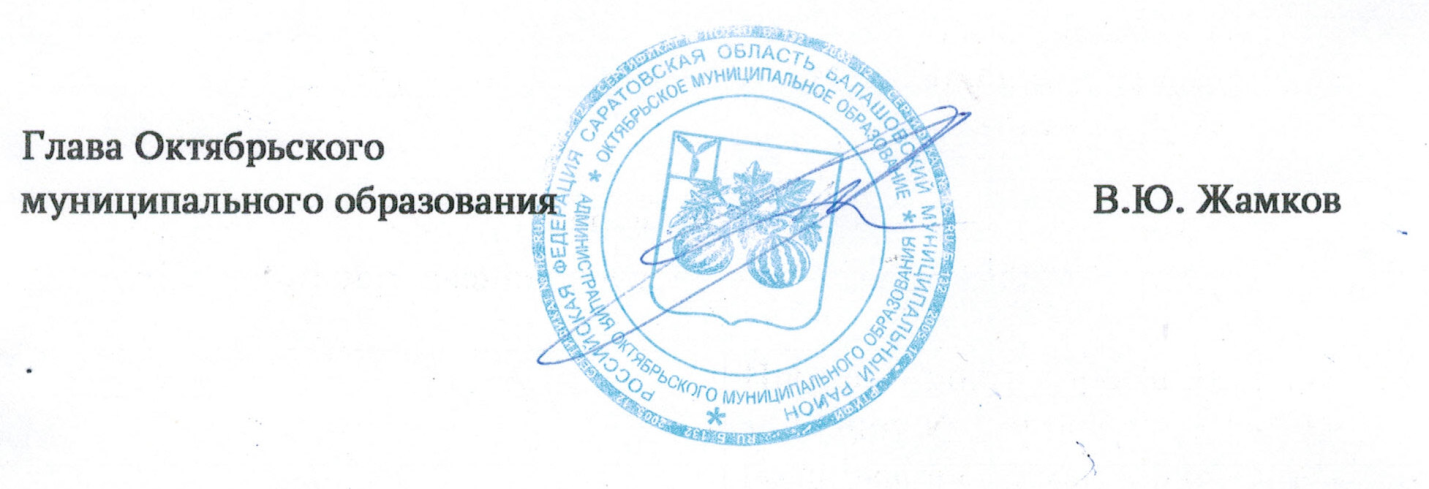 Глава Октябрьского
муниципального образования
В.Ю. Жамков
РОССИЙСКАЯ ФЕДЕРАЦИЯ САРАТОВСКАЯ ОБЛАСТЬ БАЛАШОВСКИЙ МУНИЦИПАЛЬНЫЙ РАЙОН
* ОКТЯБРЬСКОЕ МУНИЦИПАЛЬНОЕ ОБРАЗОВАНИЕ *
АДМИНИСТРАЦИЯ ОКТЯБРЬСКОГО МУНИЦИПАЛЬНОГО ОБРАЗОВАНИЯ